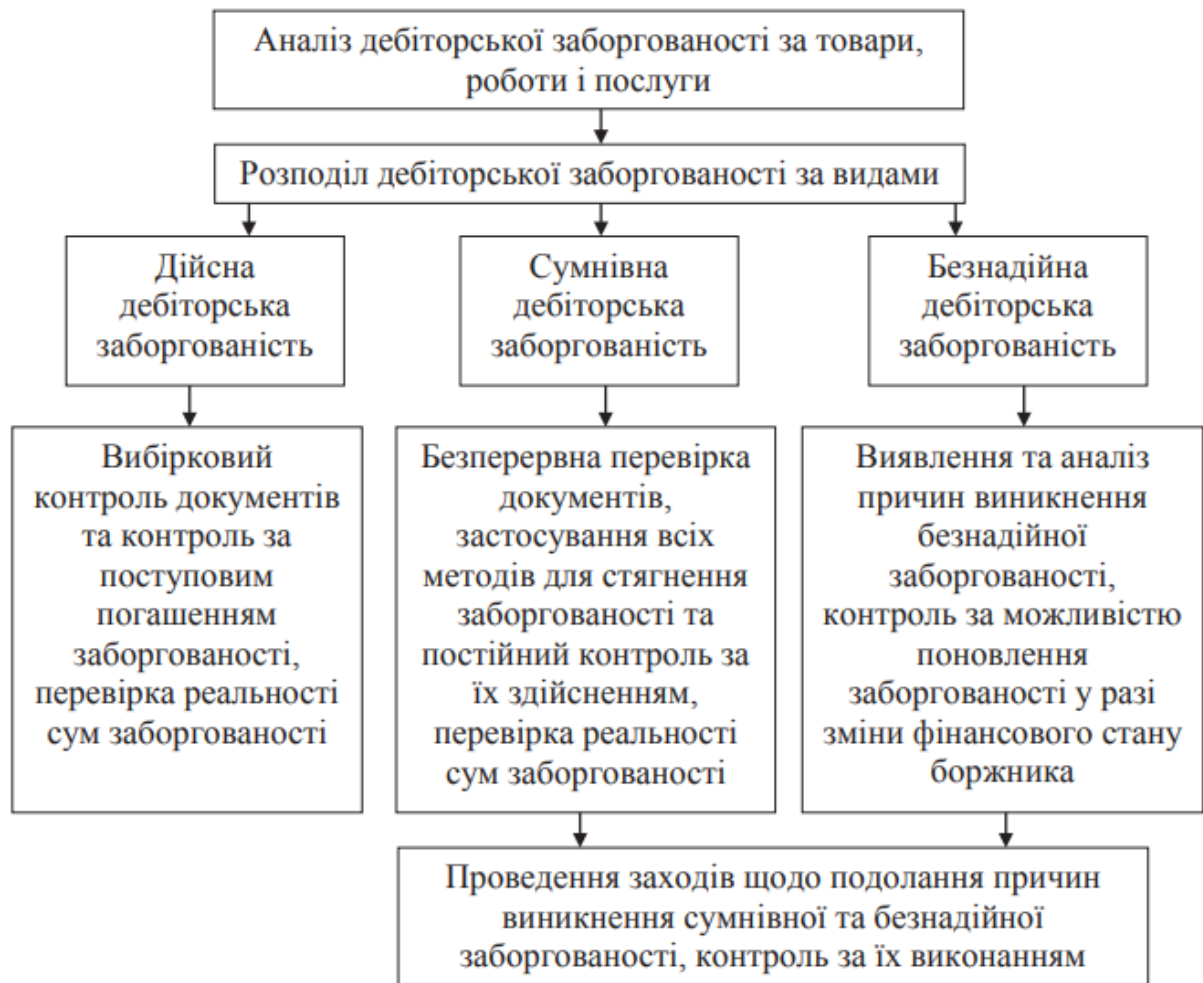 Аналіз дебіторської заборгованості за товари,
роботи і послуги
Розподіл дебіторської заборгованості за видами
Дійсна
дебіторська
заборгованість
Сумнівна
дебіторська
заборгованість
Безнадійна
дебіторська
заборгованість
Вибірковий
контроль документів
та контроль за
поступовим
погашенням
заборгованості,
перевірка реальності
сум заборгованості
Безперервна перевірка
документів,
застосування всіх
методів для стягнення
заборгованості та
постійний контроль за
їх здійсненням,
перевірка реальності
сум заборгованості
Виявлення та аналіз
причин виникнення
безнадійної
заборгованості,
контроль за можливістю
поновлення
заборгованості у разі
зміни фінансового стану
боржника
Проведення заходів щодо подолання причин
виникнення сумнівної та безнадійної
заборгованості, контроль за їх виконанням